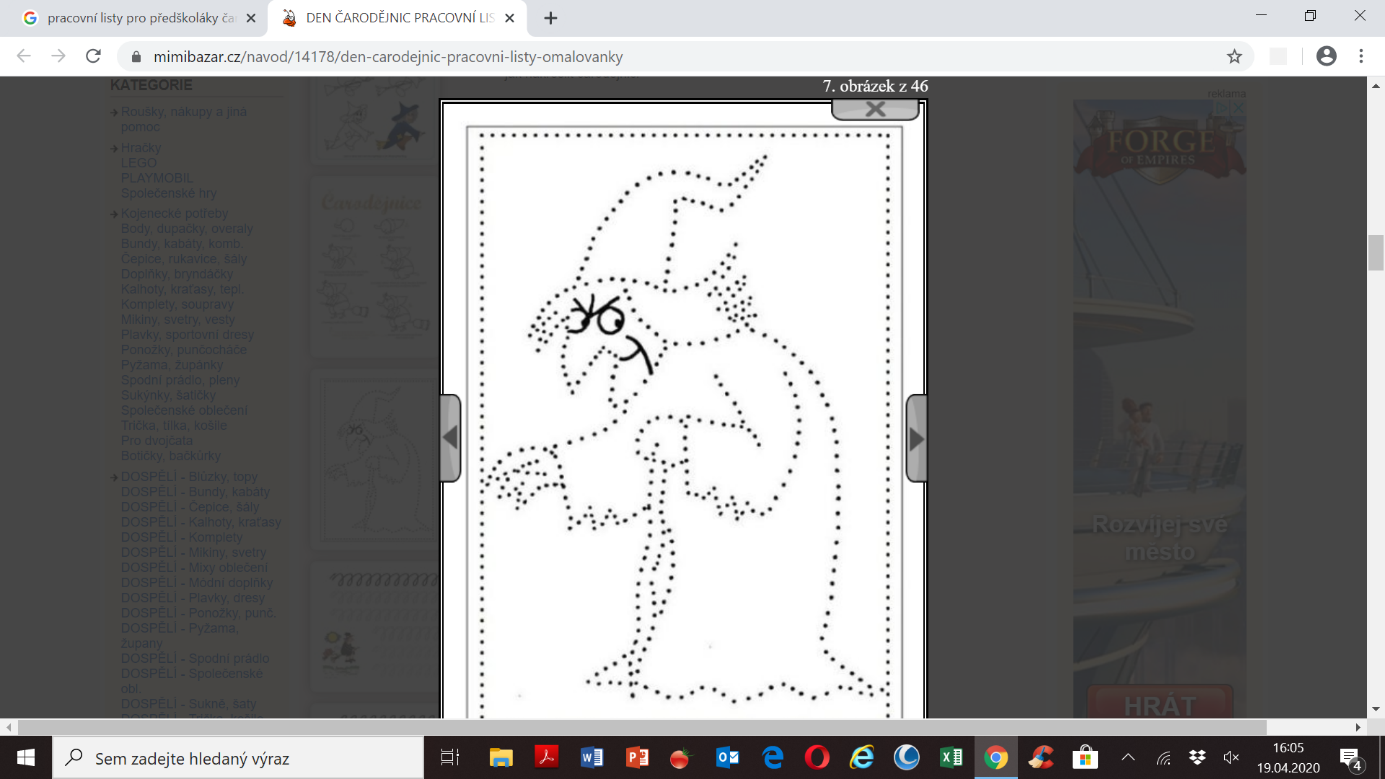 pracovní listy pro předškoláky ča
DEN ČARODĚJNIC PRACOVNÍ LIS
mimibazar.cz/navod/14178/den-carodejnic-pracovni-listy-omalovanky
7. obrázek z 46
KATEGORIE
Roušky, nákupy a jiná
pomoc
Hračky
LEGO
PLAYMOBIL
Společenské hry
Kojenecké potřeby
Body, dupačky, overaly
Bundy, kabáty, komb.
Čepice, rukavice, šály
Doplňky, bryndáčky
Kalhoty, kraťasy, tepl.
Komplety, soupravy
Mikiny, svetry, vesty
Plavky, sportovní dresy
Ponožky, punčocháče
Pyžama, župánky
Spodní prádlo, pleny
Sukýnky, šatičky
Společenské oblečení
Trička, tílka, košile
Pro dvojčata
Botičky, bačkůrky
DOSPĚLÍ - Blůzky, topy
DOSPĚLÍ - Bundy, kabáty
DOSPĚLÍ - Čepice, šály
DOSPĚLÍ - Kalhoty, kraťasy
DOSPĚLÍ - Komplety
DOSPĚLÍ - Mikiny, svetry
DOSPĚLÍ - Mixy oblečení
DOSPĚLÍ - Módní doplňky
DOSPĚLÍ - Plavky, dresy
DOSPĚLÍ - Ponožky, punč.
DOSPĚLÍ - Pyžama,
župany
DOSPĚLÍ - Spodní prádlo
DOSPĚLÍ - Společenské
obl.
DOSPĚLÍ - Sukně, šaty
Čarodějnice
reklama
FORGE
OF EMPIRES
Rozvíjej své
město
HRÁT
Sem zadejte hledaný výraz
16:05
19.04.2020
4